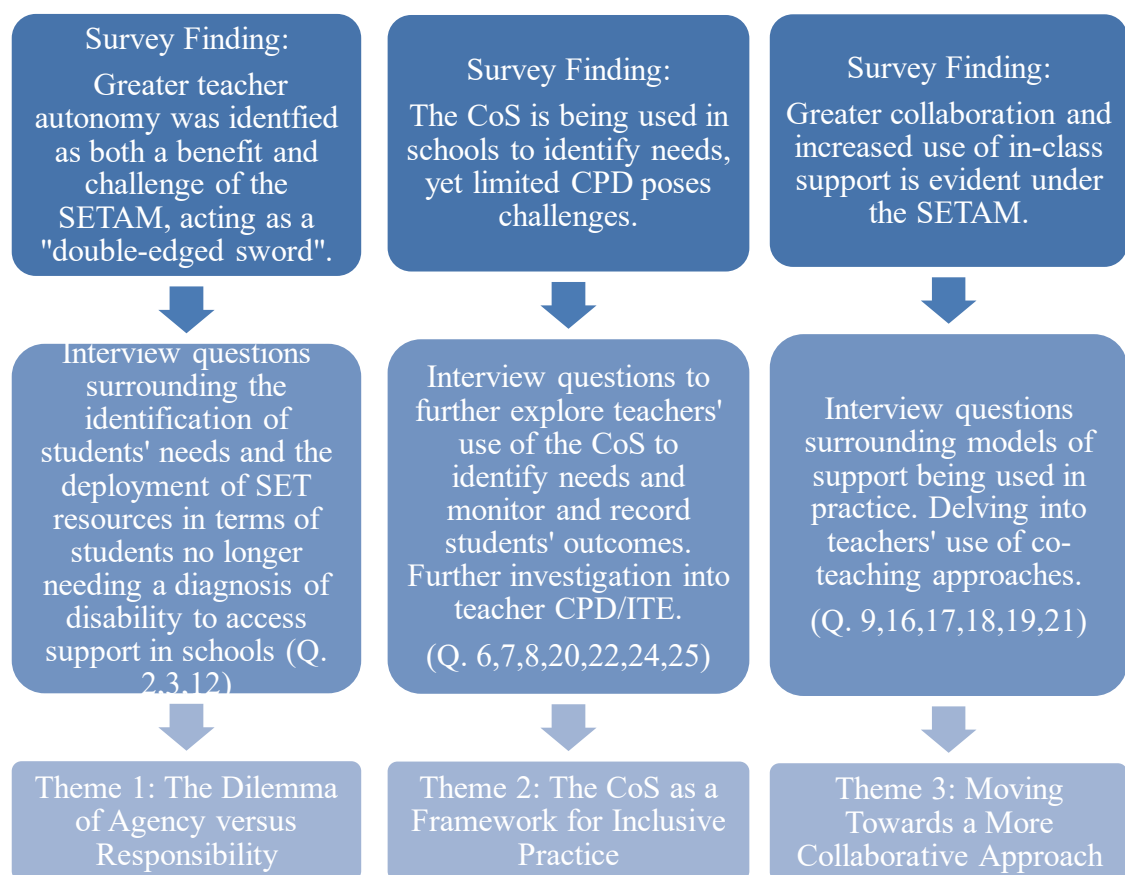 Survey Finding:
Greater teacher
autonomy was identfied
as both a benefit and
challenge of the
SETAM, acting as a
"double-edged sword".
Interview questions
surrounding the
identification of
students' needs and the
deployment of SET
resources in terms of
students no longer
needing a diagnosis of
disability to access
support in schools (Q.
2,3,12)
Theme 1: The Dilemma
of Agency versus
Responsibility
Survey Finding:
The CoS is being used in
schools to identify needs,
yet limited CPD poses
challenges.
Interview questions to
further explore teachers'
use of the CoS to
identify needs and
monitor and record
students' outcomes.
Further investigation into
teacher CPD/ITE.
(Q. 6,7,8,20,22,24,25)
Theme 2: The CoS as a
Framework for Inclusive
Practice
Survey Finding:
Greater collaboration and
increased use of in-class
support is evident under
the SETAM.
Interview questions
surrounding models of
support being used in
practice. Delving into
teachers' use of co-
teaching approaches.
(Q. 9,16,17,18,19,21)
Theme 3: Moving
Towards a More
Collaborative Approach